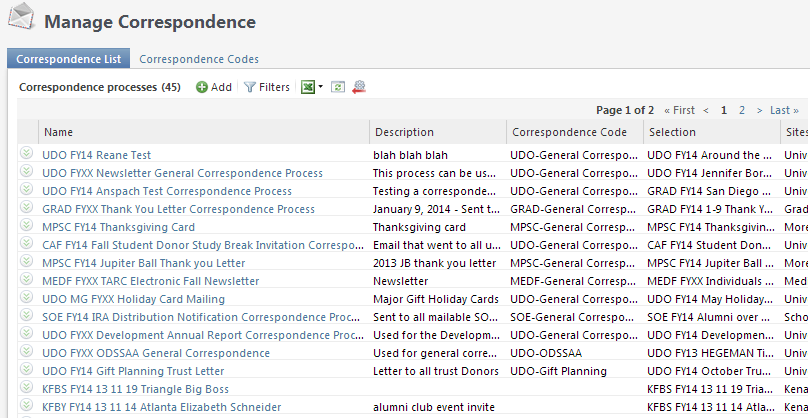 Manage Correspondence
Correspondence List Correspondence Codes
Correspondence processes (45) Add Filters
Page 1 of 2 « First < 1 2 > Last »
Name Description Correspondence Code Selection Sites
UDO FY14 Reane Test blah blah blah UDO-General Correspo... UDO FY14 Around the ... Univ
UDO FYXX Newsletter General Correspondence Process This process can be us... UDO-General Correspo... UDO FY14 Jennifer Bor... Univ
UDO FY14 Anspach Test Correspondence Process Testing a corresponde... UDO-General Correspo... GRAD FY14 San Diego ... Univ
GRAD FYXX Thank You Letter Correspondence Process January 9, 2014 - Sent t... GRAD-General Correspo... GRAD FY14 1-9 Thank Y... Grad
MPSC FY14 Thanksgiving Card Thanksgiving card MPSC-General Correspo... MPSC FY14 Thanksgivin... More
CAF FY14 Fall Student Donor Study Break Invitation Correspo... Email that went to all u... UDO-General Correspo... CAF FY14 Student Don... Univ
MPSC FY14 Jupiter Ball Thank you Letter 2013 JB thank you letter MPSC-General Correspo... MPSC FY14 Jupiter Ball ... More
MEDF FYXX TARC Electronic Fall Newsletter Newsletter MEDF-General Correspo... MEDF FYXX Individuals ... Med
UDO MG FYXX Holiday Card Mailing Major Gift Holiday Cards UDO-General Correspo... UDO FY14 May Holiday... Univ
SOE FY14 IRA Distribution Notification Correspondence Proc... Sent to all mailable SO... SOE-General Correspo... SOE FY14 Alumni over ... Scho
UDO FYXX Development Annual Report Correspondence Proc... Used for the Developm... UDO-General Correspo... UDO FY14 Developmen... Univ
UDO FYXX ODSSAA General Correspondence Used for general corre... UDO-ODSSAA UDO FY13 HEGEMAN Ti... Univ
UDO FY14 Gift Planning Trust Letter Letter to all trust Donors UDO-Gift Planning UDO FY14 October Tru... Univ
KFBS FY14 13 11 19 Triangle Big Boss KFBS FY14 13 11 19 Tri... Kena
KFBY FY14 13 11 14 Atlanta Elizabeth Schneider alumni club event invite KFBS FY14 13 11 14 Atl... Kena